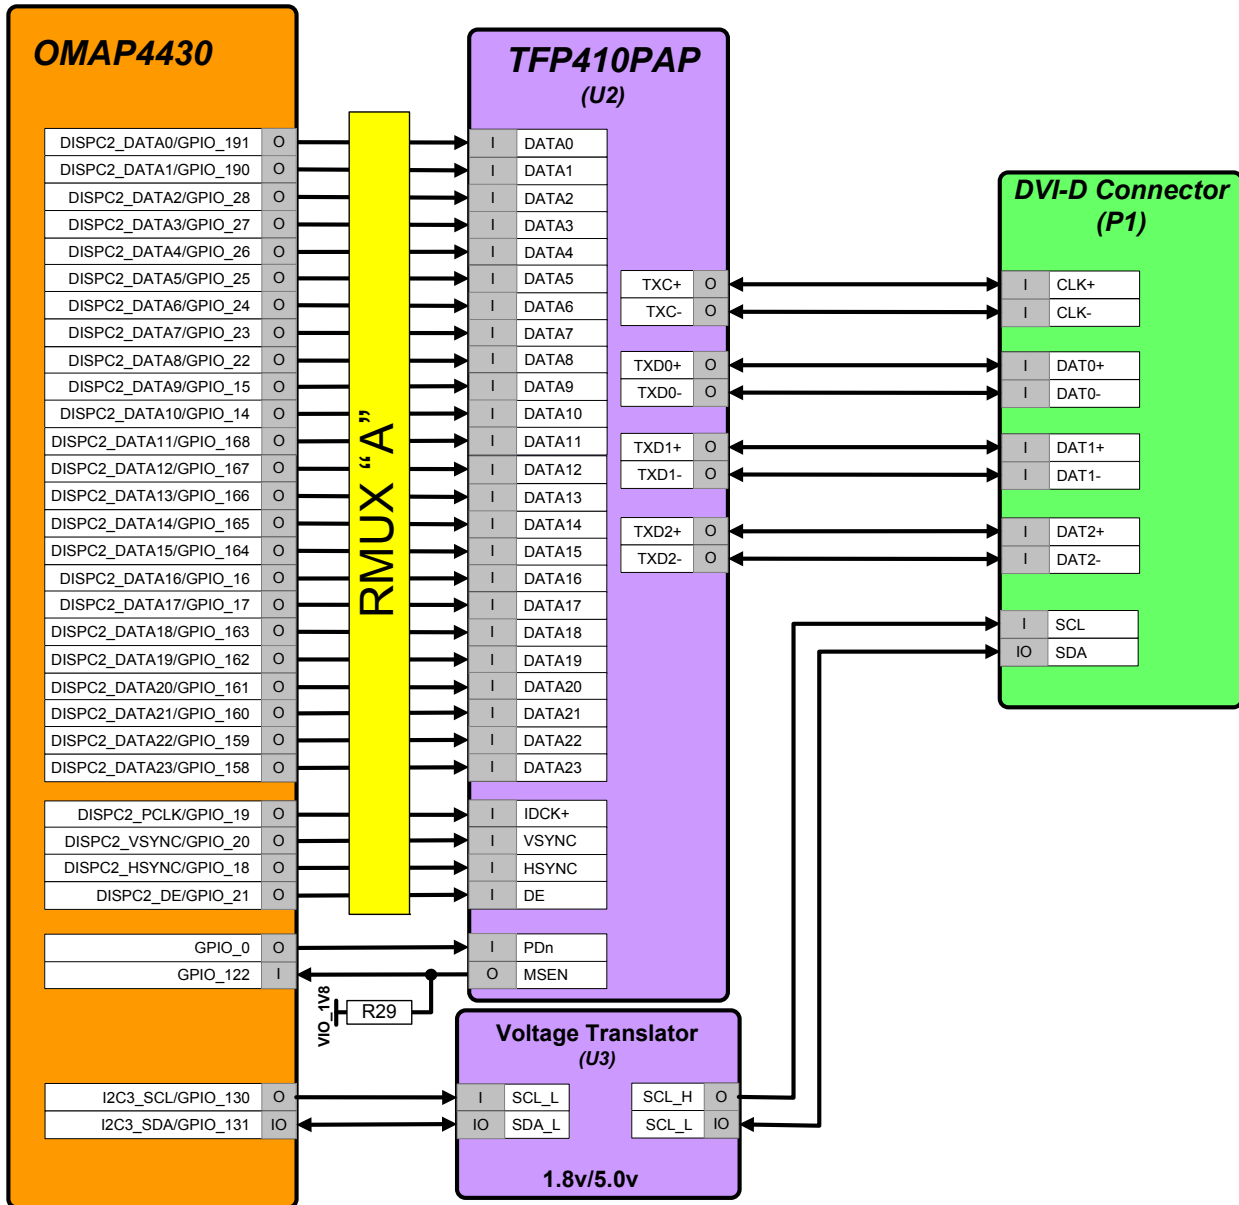 OMAP4430
DISPC2_DATA0/GPIO_191 O
DISPC2_DATA1/GPIO_190 O
DISPC2_DATA2/GPIO_28 O
DISPC2_DATA3/GPIO_27 O
DISPC2_DATA4/GPIO_26 O
DISPC2_DATA5/GPIO_25 O
DISPC2_DATA6/GPIO_24 O
DISPC2_DATA7/GPIO_23 O
DISPC2_DATA8/GPIO_22 O
DISPC2_DATA9/GPIO_15 O
DISPC2_DATA10/GPIO_14 O
DISPC2_DATA11/GPIO_168 O
DISPC2_DATA12/GPIO_167 O
DISPC2_DATA13/GPIO_166 O
DISPC2_DATA14/GPIO_165 O
DISPC2_DATA15/GPIO_164 O
DISPC2_DATA16/GPIO_16 O
DISPC2_DATA17/GPIO_17 O
DISPC2_DATA18/GPIO_163 O
DISPC2_DATA19/GPIO_162 O
DISPC2_DATA20/GPIO_161 O
DISPC2_DATA21/GPIO_160 O
DISPC2_DATA22/GPIO_159 O
DISPC2_DATA23/GPIO_158 O
DISPC2_PCLK/GPIO_19 O
DISPC2_VSYNC/GPIO_20 O
DISPC2_HSYNC/GPIO_18 O
DISPC2_DE/GPIO_21 O
GPIO_0 O
GPIO_122 I
I2C3_SCL/GPIO_130 O
I2C3_SDA/GPIO_131 IO
RMUX “A”
VIO_1V8
R29
TFP410PAP
(U2)
I DATA0
I DATA1
I DATA2
I DATA3
I DATA4
I DATA5
I DATA6
I DATA7
I DATA8
I DATA9
I DATA10
I DATA11
I DATA12
I DATA13
I DATA14
I DATA15
I DATA16
I DATA17
I DATA18
I DATA19
I DATA20
I DATA21
I DATA22
I DATA23
I IDCK+
I VSYNC
I HSYNC
I DE
I PDn
O MSEN
TXC+ O
TXC- O
TXD0+ O
TXD0- O
TXD1+ O
TXD1- O
TXD2+ O
TXD2- O
Voltage Translator
(U3)
I SCL_L
IO SDA_L
SCL_H O
SCL_L IO
1.8v/5.0v
DVI-D Connector
(P1)
I CLK+
I CLK-
I DAT0+
I DAT0-
I DAT1+
I DAT1-
I DAT2+
I DAT2-
I SCL
IO SDA